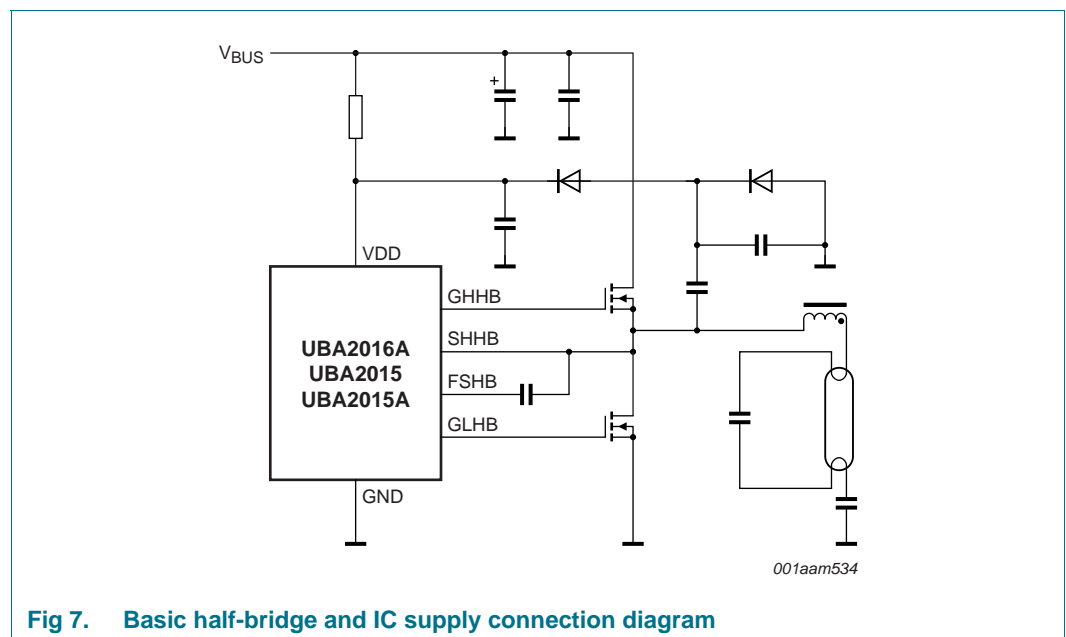 VBUS
+
VDD
GHHB
UBA2016A
SHHB
UBA2015
FSHB
UBA2015A
GLHB
GND
001aam534
Fig 7. Basic half-bridge and IC supply connection diagram